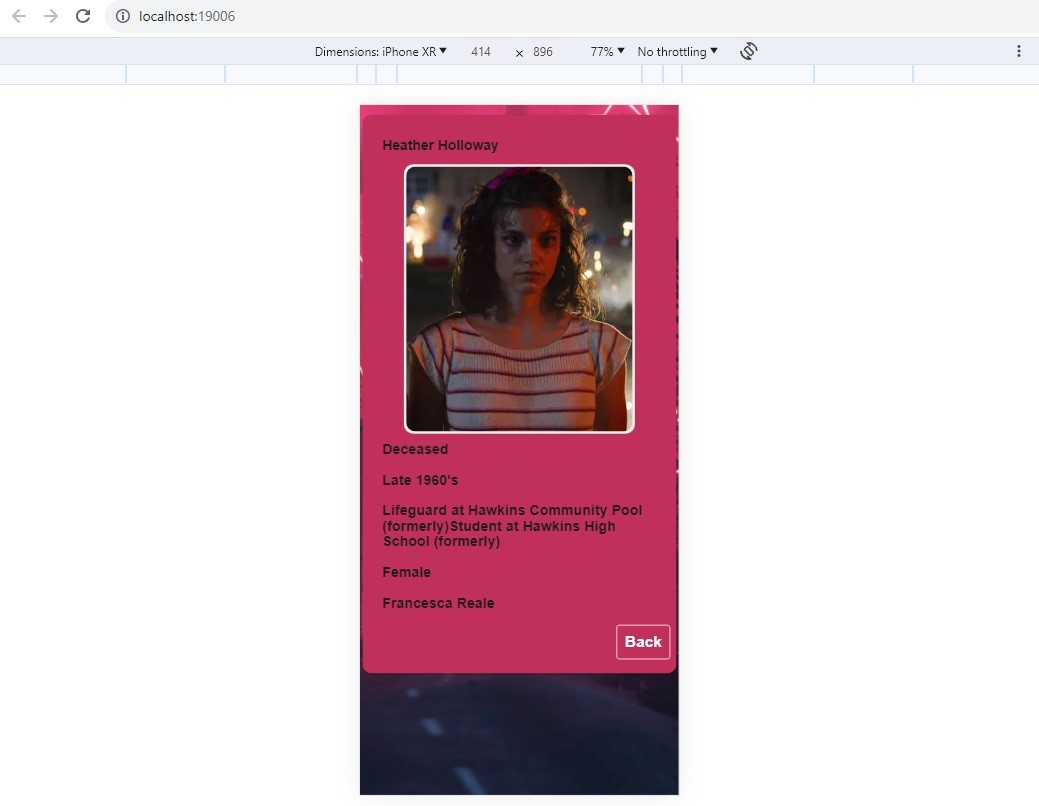 localhost:19006
Dimensions: iPhone XR 414 × 896 77% No throttling
Heather Holloway
Deceased
Late 1960's
Lifeguard at Hawkins Community Pool
(formerly)Student at Hawkins High
School (formerly)
Female
Francesca Reale
Back